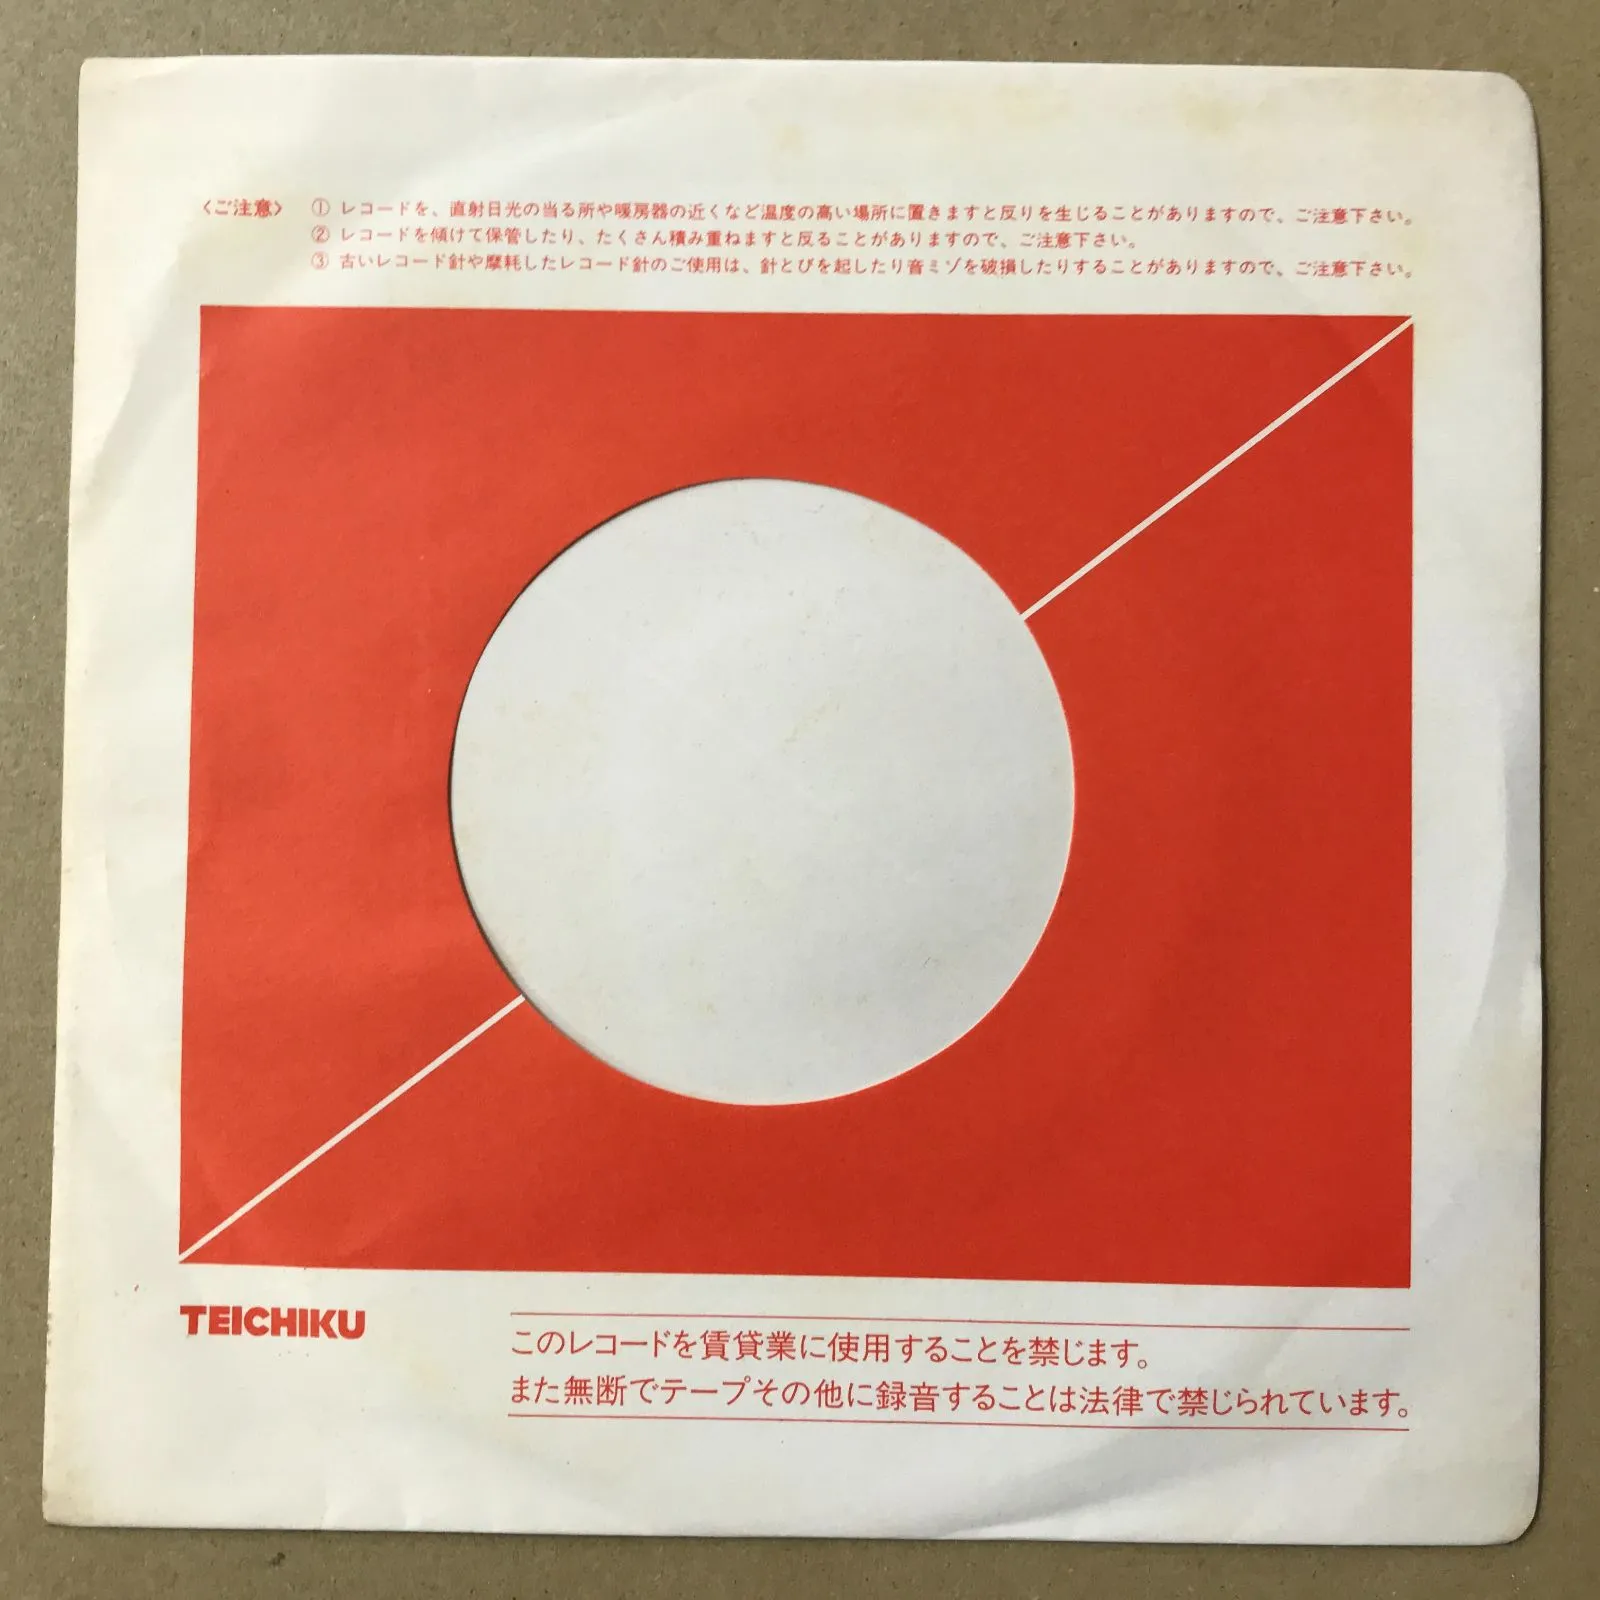 〈ご注意〉 ① レコードを、直射日光の当る所や暖房器の近くなど温度の高い場所に置きますと反りを生じることがありますので、ご注意下さい。
② レコードを傾けて保管したり、たくさん積み重ねますと反ることがありますので、ご注意下さい。
③ 古いレコード針や摩耗したレコード針のご使用は、針とびを起したり音ミゾを破損したりすることがありますので、ご注意下さい。
TEICHIKU
このレコードを賃貸業に使用することを禁じます。
また無断でテープその他に録音することは法律で禁じられています。